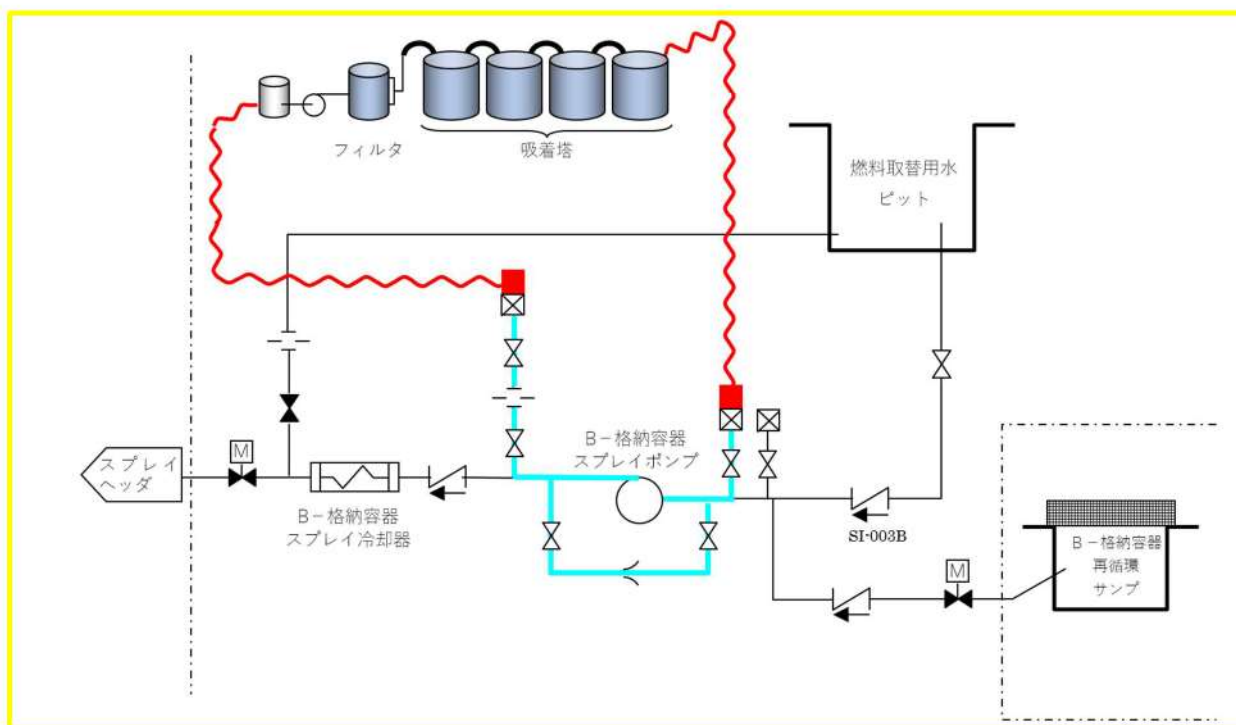 フィルタ
吸着塔
燃料取替用水
ピット
B－格納容器
スプレイポンプ
M
スプレイ
ヘッダ
B－格納容器
スプレイ冷却器
SI-003B
M
B－格納容器
再循環
サンプ